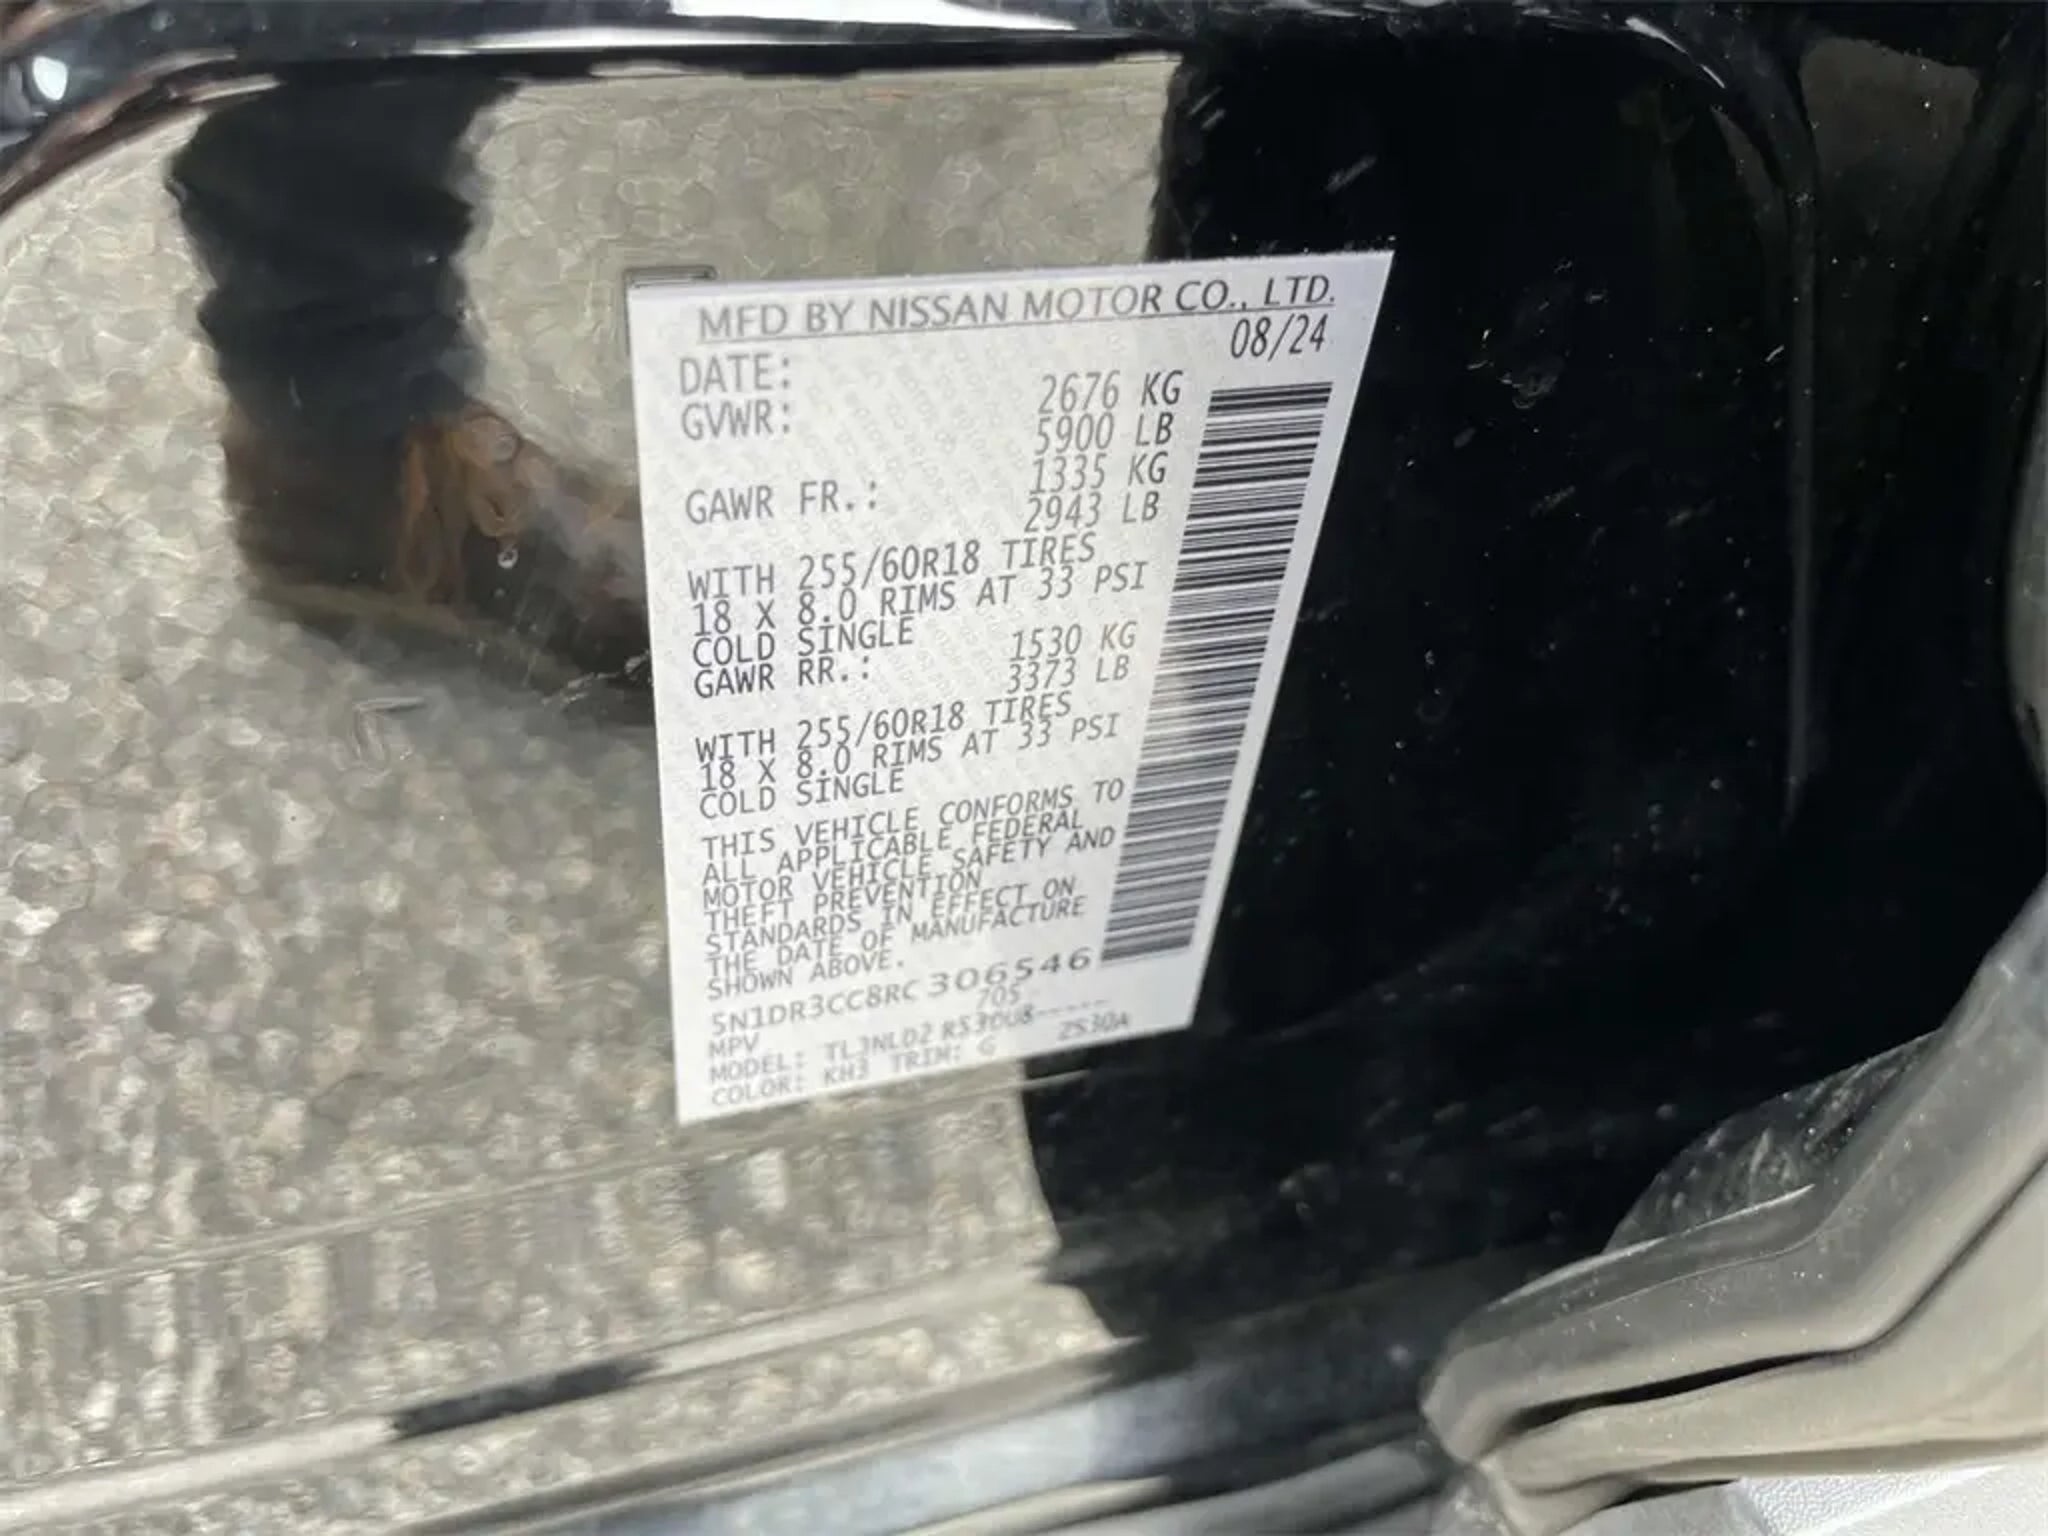 MFD BY NISSAN MOTOR CO., LTD.
DATE: 08/24
GVWR: 2676 KG
5900 LB
GAWR FR.: 1335 KG
2943 LB
WITH 255/60R18 TIRES
18 X 8.0 RIMS AT 33 PSI
COLD SINGLE
GAWR RR.: 1530 KG
3373 LB
WITH 255/60R18 TIRES
18 X 8.0 RIMS AT 33 PSI
COLD SINGLE
THIS VEHICLE CONFORMS TO
ALL APPLICABLE FEDERAL
MOTOR VEHICLE SAFETY AND
THEFT PREVENTION
STANDARDS IN EFFECT ON
THE DATE OF MANUFACTURE
SHOWN ABOVE.
5N1DR3CC8RC306546
MPV 705
MODEL: TL3NLD2 RS3DU8-----
COLOR: KH3 TRIM: G ZS30A